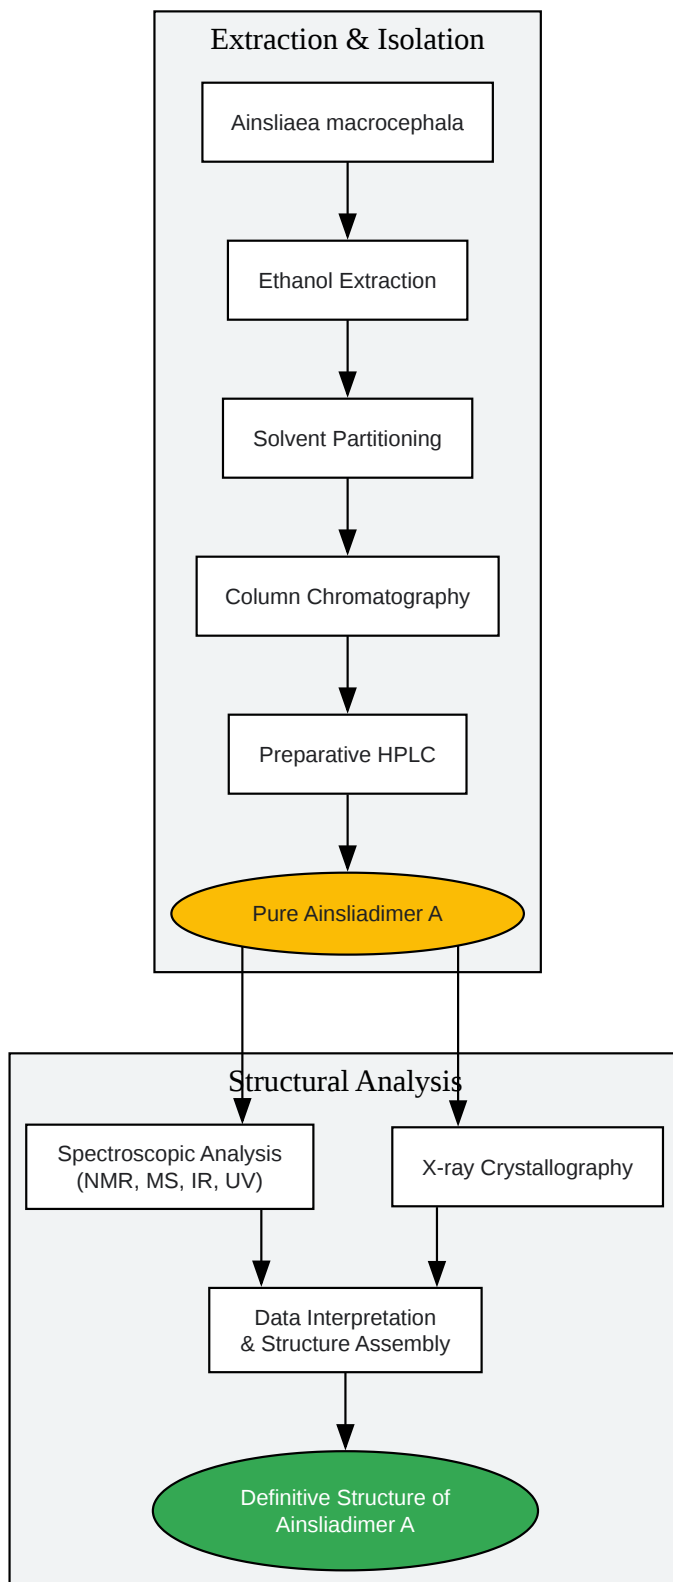 Extraction & Isolation
Ainsliaea macrocephala
Ethanol Extraction
Solvent Partitioning
Column Chromatography
Preparative HPLC
Pure Ainsliadimer A
Structural Analysis
Spectroscopic Analysis
(NMR, MS, IR, UV)
X-ray Crystallography
Data Interpretation
& Structure Assembly
Definitive Structure of
Ainsliadimer A